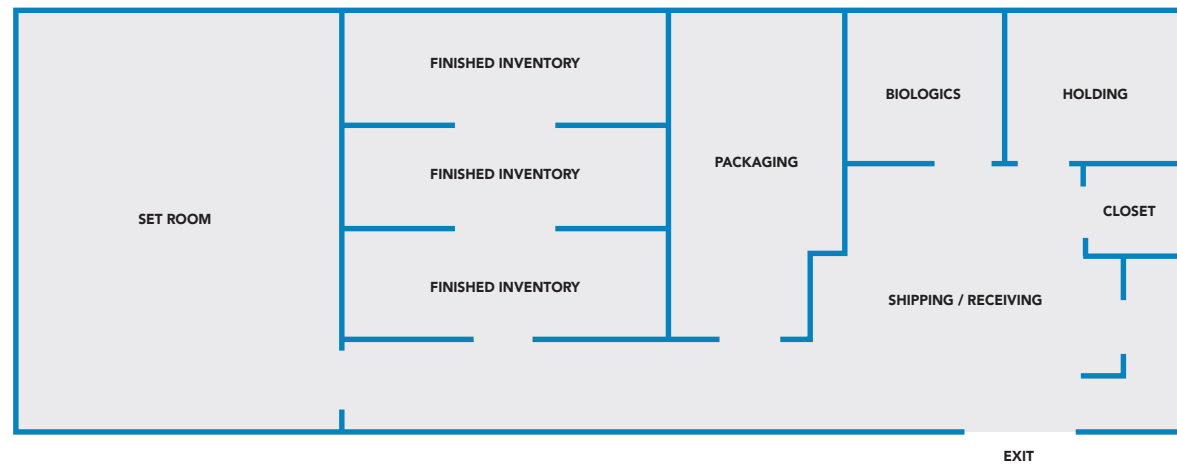 FINISHED INVENTORY
BIOLOGICS
HOLDING
PACKAGING
FINISHED INVENTORY
CLOSET
SET ROOM
FINISHED INVENTORY
SHIPPING / RECEIVING
EXIT